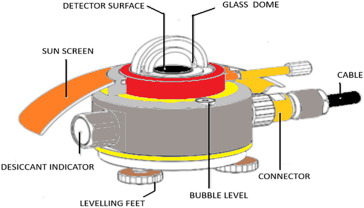 DETECTOR SURFACE
GLASS DOME
SUN SCREEN
CABLE
DESICCANT INDICATOR
CONNECTOR
LEVELLING FEET
BUBBLE LEVEL